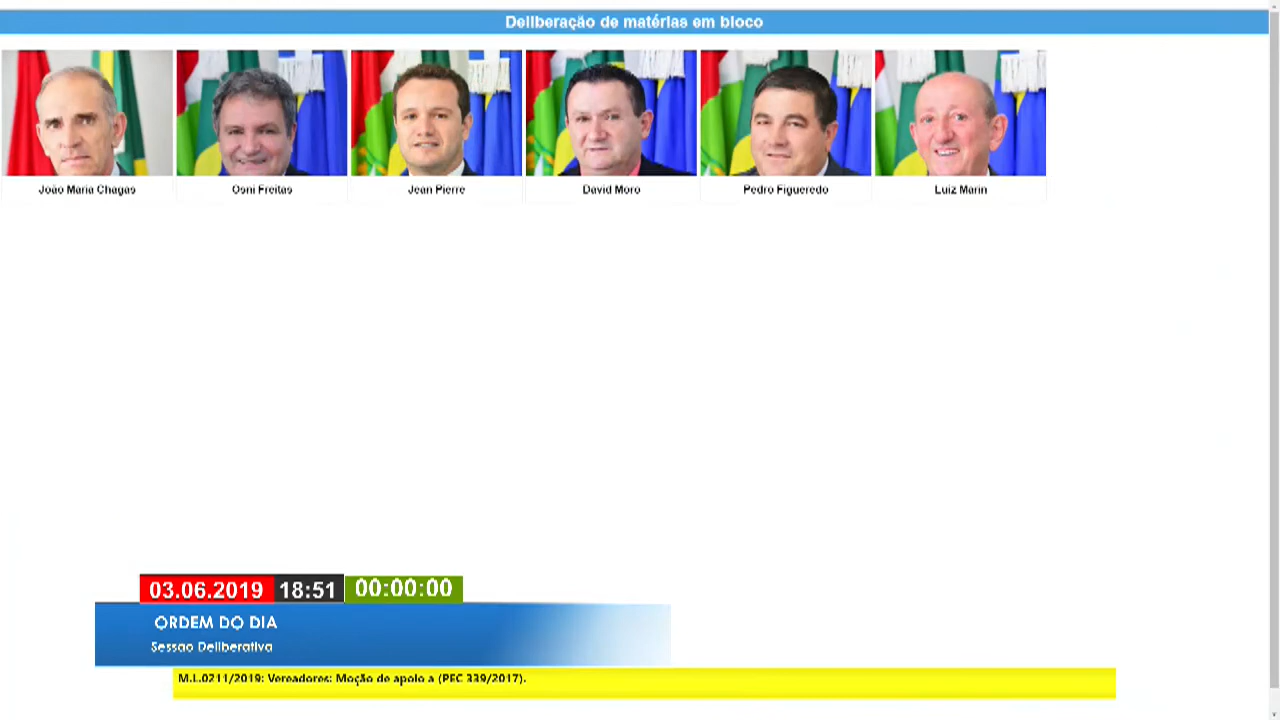 Deliberação de matérias em bloco
João Maria Chagas
Osni Freitas
Jean Pierre
David Moro
Pedro Figueredo
Luiz Marin
03.06.2019 18:51 00:00:00
ORDEM DO DIA
Sessao Deliberativa
M.L.0211/2019: Vereadores: Moção de apoio a (PEC 339/2017).